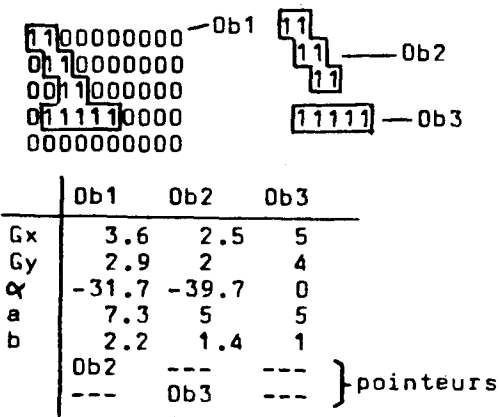 1100000000 Ob1
0110000000
0011000000
0111110000
0000000000
11
11 Ob2
11
11111 Ob3
Ob1 Ob2 Ob3
Gx 3.6 2.5 5
Gy 2.9 2 4
α -31.7 -39.7 0
a 7.3 5 5
b 2.2 1.4 1
Ob2 --- ---
--- Ob3 --- } pointeurs